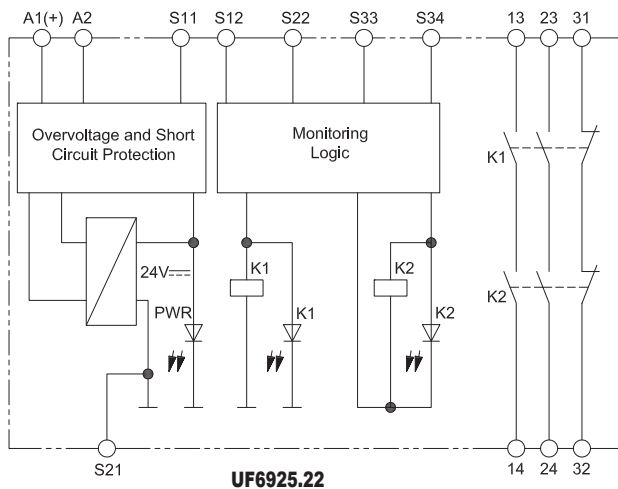 A1(+) A2 S11 S12 S22 S33 S34 13 23 31
Overvoltage and Short
Circuit Protection
Monitoring
Logic
K1
24V
K1
K2
PWR
K1
K2
K2
S21
14 24 32
UF6925.22